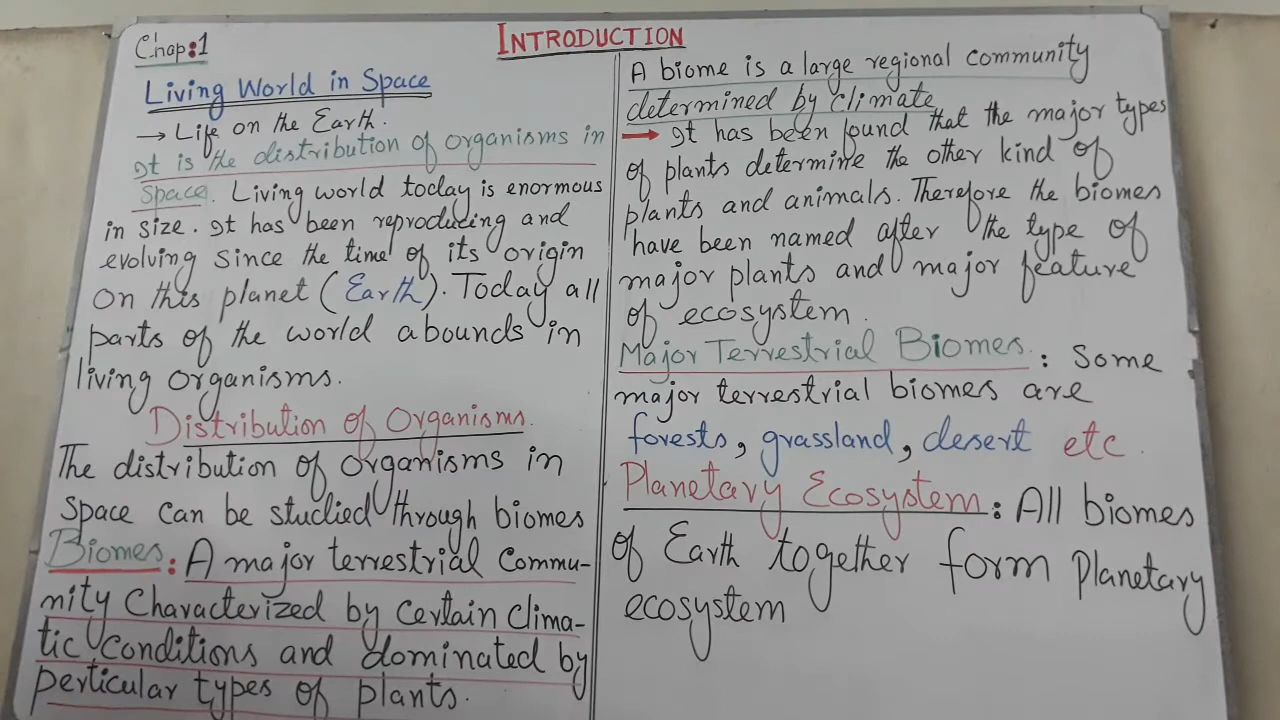 Chap:1
INTRODUCTION
Living World in Space
→ Life on the Earth.
It is the distribution of organisms in
space. Living world today is enormous
in size. It has been reproducing and
evolving since the time of its origin
on this planet (Earth). Today all
parts of the world abounds in
living organisms.
Distribution of Organisms.
The distribution of organisms in
space can be studied through biomes
Biomes: A major terrestrial commu-
nity characterized by certain clima-
tic conditions and dominated by
perticular types of plants.
A biome is a large regional community
determined by climate
→ It has been found that the major types
of plants determine the other kind of
plants and animals. Therefore the biomes
have been named after the type of
major plants and major feature
of ecosystem.
Major Terrestrial Biomes: Some
major terrestrial biomes are
forests, grassland, desert etc.
Planetary Ecosystem: All biomes
of Earth together form planetary
ecosystem